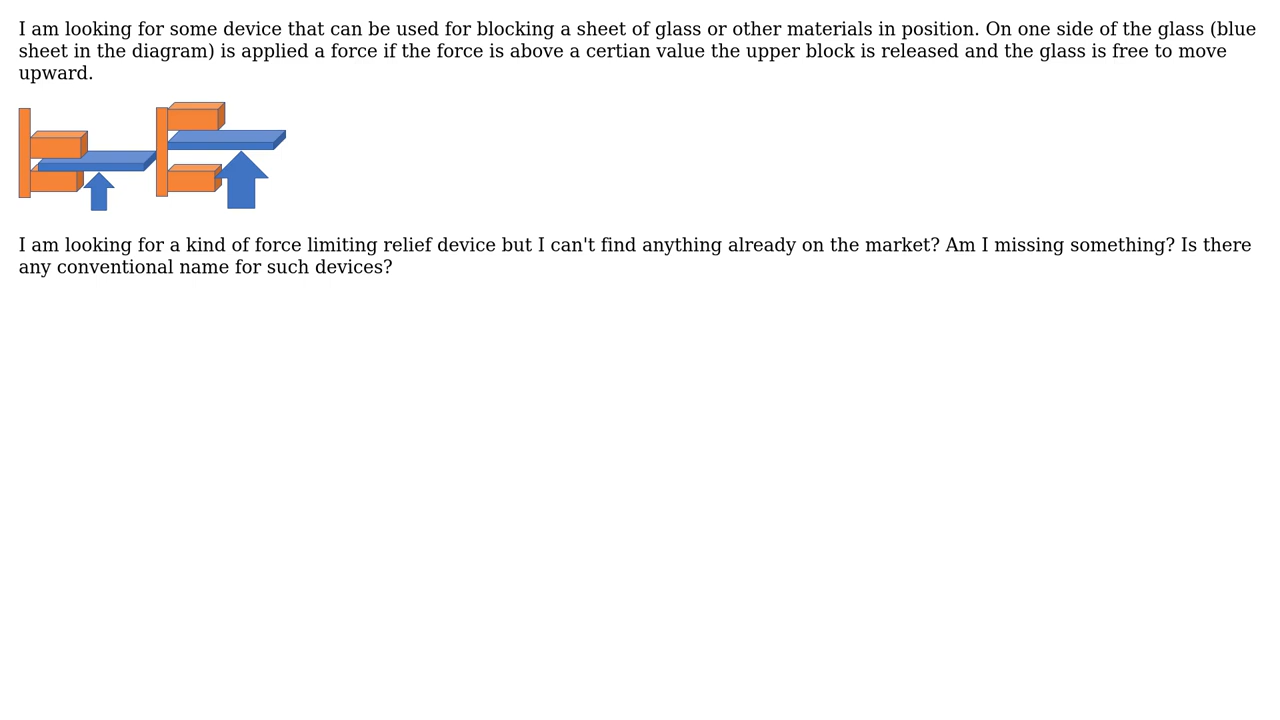 I am looking for some device that can be used for blocking a sheet of glass or other materials in position. On one side of the glass (blue
sheet in the diagram) is applied a force if the force is above a certian value the upper block is released and the glass is free to move
upward.
I am looking for a kind of force limiting relief device but I can't find anything already on the market? Am I missing something? Is there
any conventional name for such devices?